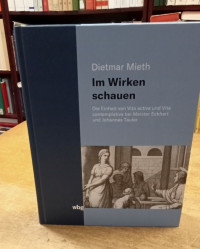 Dietmar Mieth
Im Wirken
schauen
Die Einheit von Vita activa und Vita
contemplativa bei Meister Eckhart
und Johannes Tauler
wbg